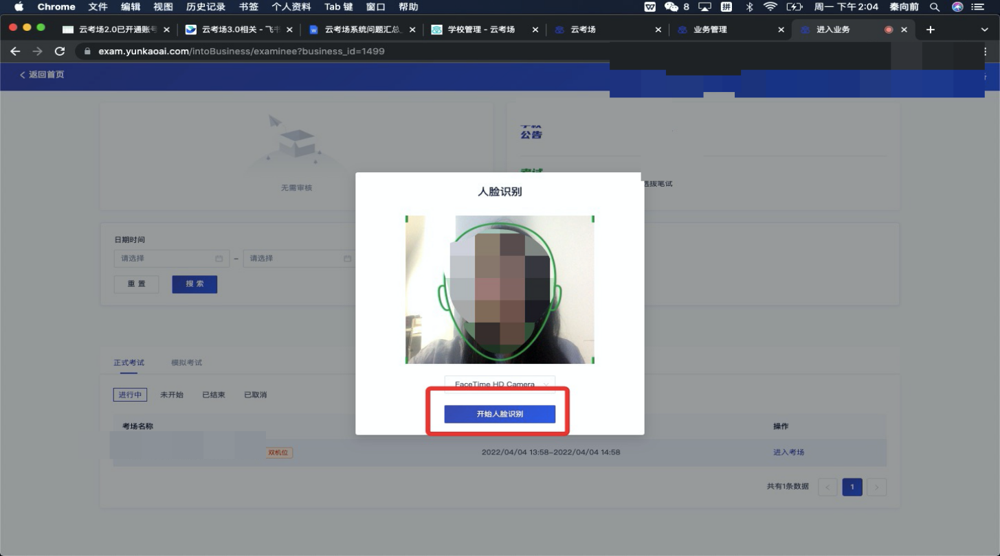 Chrome 文件 编辑 视图 历史记录 书签 个人资料 Tab 键 窗口 帮助 8 拼 周一 下午 2:04 秦向前
云考场2.0已开通账号 云考场3.0相关 - 飞书 云考场系统问题汇总_ 学校管理 - 云考场 云考场 业务管理 进入业务
exam.yunkaoai.com/intoBusiness/examinee?business_id=1499
返回首页
公告
无需审核
选拔笔试
人脸识别
日期时间
请选择 – 请选择
重 置 搜 索
正式考试 模拟考试
FaceTime HD Camera
进行中 未开始 已结束 已取消
开始人脸识别
考场名称 操作
双机位 2022/04/04 13:58–2022/04/04 14:58 进入考场
共有1条数据 < 1 >